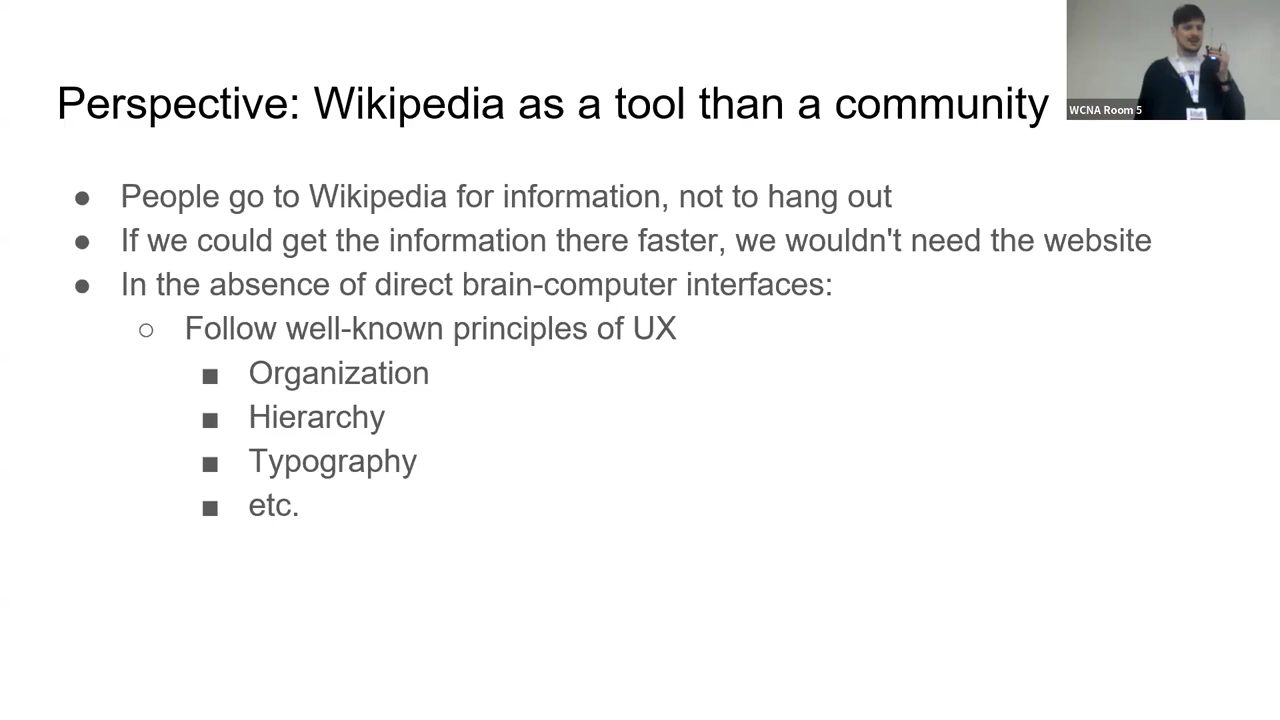 Perspective: Wikipedia as a tool than a community
WCNA Room 5
● People go to Wikipedia for information, not to hang out
● If we could get the information there faster, we wouldn't need the website
● In the absence of direct brain-computer interfaces:
○ Follow well-known principles of UX
■ Organization
■ Hierarchy
■ Typography
■ etc.